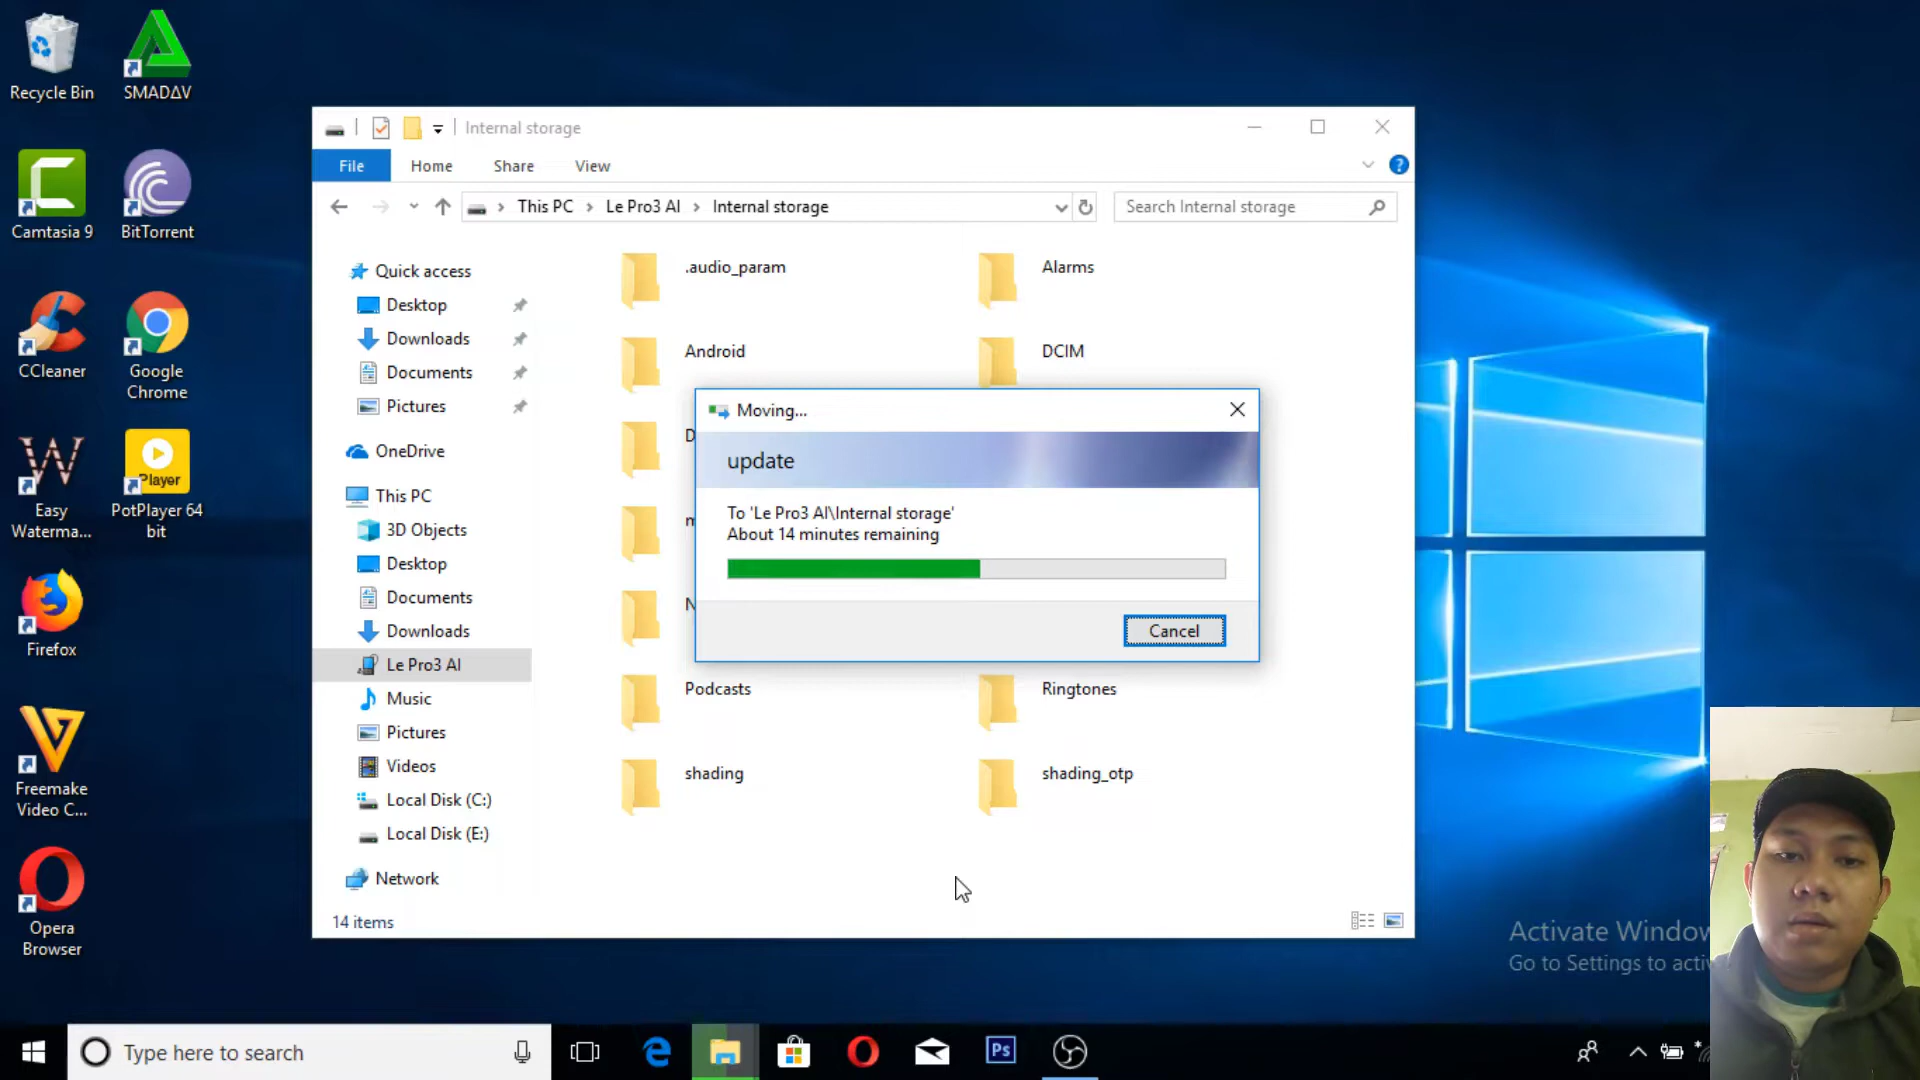 Recycle Bin
SMADΔV
Camtasia 9
BitTorrent
CCleaner
Google
Chrome
Easy
Waterma...
Player
PotPlayer 64
bit
Firefox
Freemake
Video C...
Opera
Browser
Internal storage
File
Home
Share
View
This PC
Le Pro3 AI
Internal storage
Search Internal storage
Quick access
Desktop
Downloads
Documents
Pictures
OneDrive
This PC
3D Objects
Desktop
Documents
Downloads
Le Pro3 AI
Music
Pictures
Videos
Local Disk (C:)
Local Disk (E:)
Network
14 items
.audio_param
Alarms
Android
DCIM
Podcasts
Ringtones
shading
shading_otp
Moving...
update
To 'Le Pro3 AI\Internal storage'
About 14 minutes remaining
Cancel
Activate Window
Go to Settings to acti
Type here to search
Ps